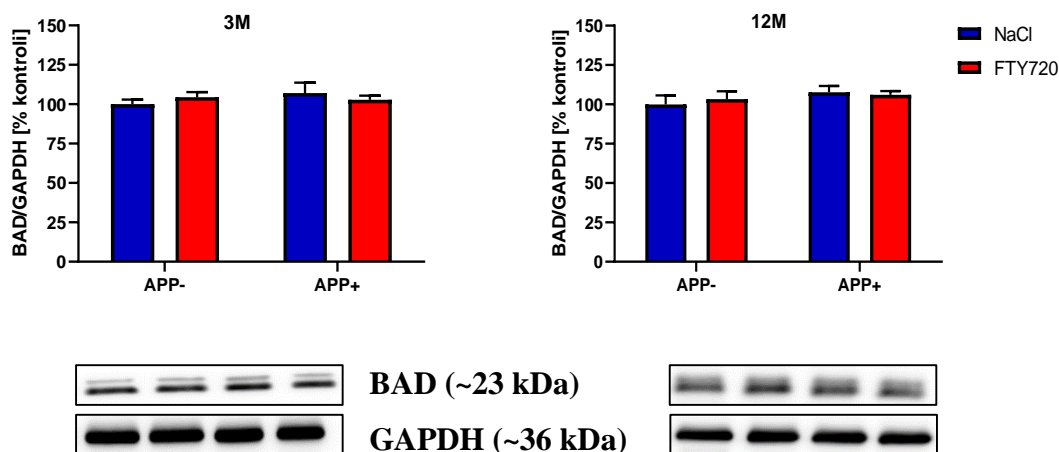 3M
BAD/GAPDH [% kontroli]
150
125
100
75
50
25
0
APP-
APP+
12M
BAD/GAPDH [% kontroli]
150
125
100
75
50
25
0
APP-
APP+
NaCl
FTY720
BAD (~23 kDa)
GAPDH (~36 kDa)